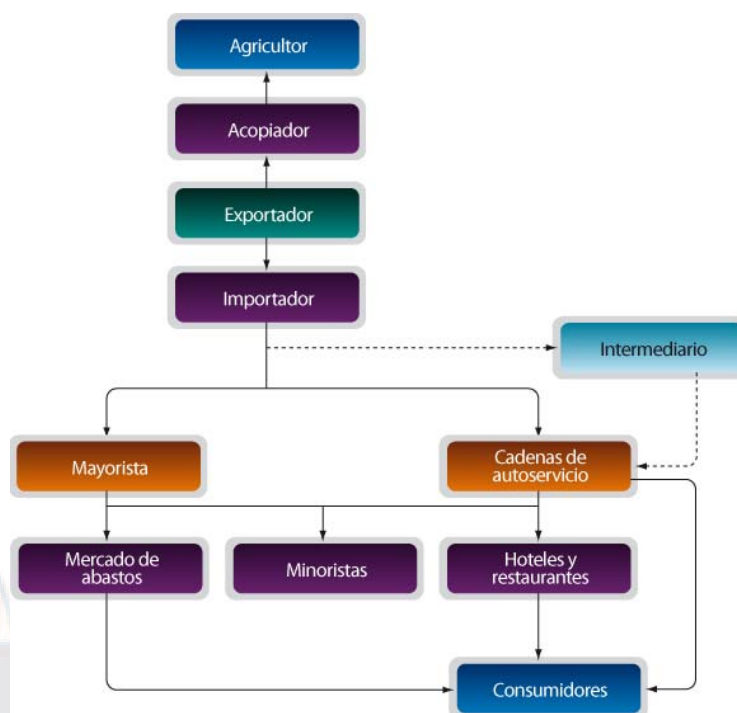 Agricultor
Acopiador
Exportador
Importador
Intermediario
Mayorista
Cadenas de
autoservicio
Mercado de
abastos
Minoristas
Hoteles y
restaurantes
Consumidores